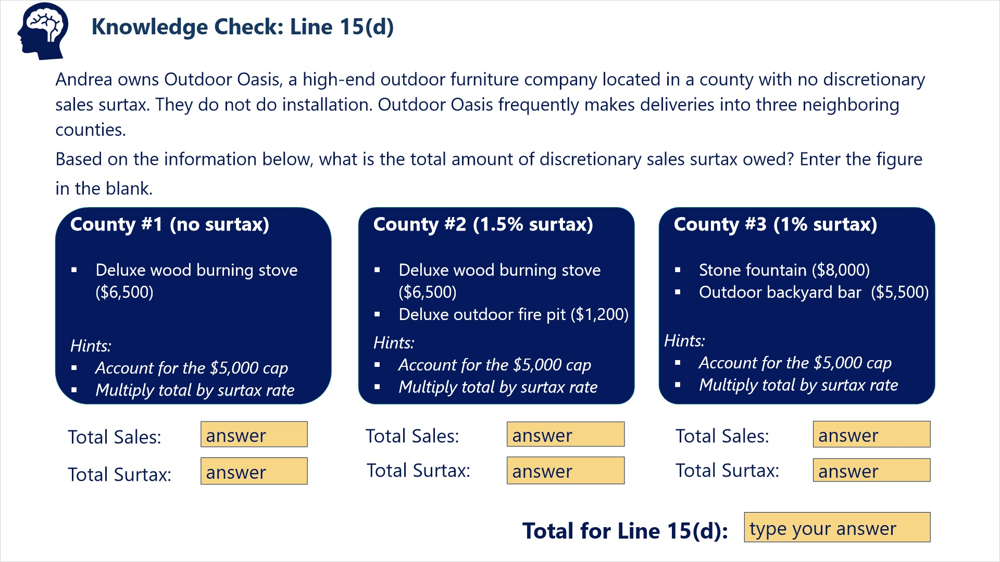 Knowledge Check: Line 15(d)
Andrea owns Outdoor Oasis, a high-end outdoor furniture company located in a county with no discretionary
sales surtax. They do not do installation. Outdoor Oasis frequently makes deliveries into three neighboring
counties.
Based on the information below, what is the total amount of discretionary sales surtax owed? Enter the figure
in the blank.
County #1 (no surtax)
▪ Deluxe wood burning stove
($6,500)
Hints:
▪ Account for the $5,000 cap
▪ Multiply total by surtax rate
Total Sales: answer
Total Surtax: answer
County #2 (1.5% surtax)
▪ Deluxe wood burning stove
($6,500)
▪ Deluxe outdoor fire pit ($1,200)
Hints:
▪ Account for the $5,000 cap
▪ Multiply total by surtax rate
Total Sales: answer
Total Surtax: answer
County #3 (1% surtax)
▪ Stone fountain ($8,000)
▪ Outdoor backyard bar ($5,500)
Hints:
▪ Account for the $5,000 cap
▪ Multiply total by surtax rate
Total Sales: answer
Total Surtax: answer
Total for Line 15(d): type your answer